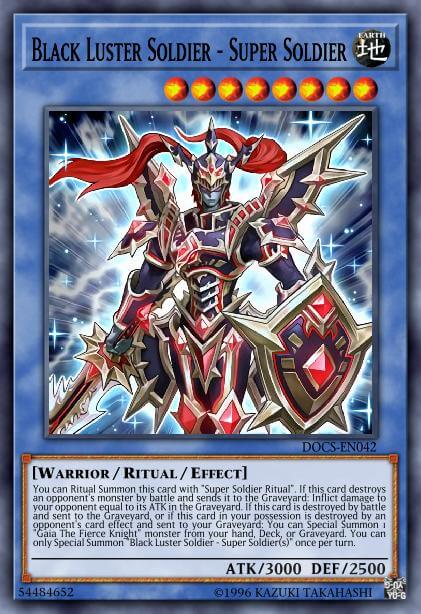 Black Luster Soldier - Super Soldier
EARTH
地
DOCS-EN042
[Warrior / Ritual / Effect]
You can Ritual Summon this card with "Super Soldier Ritual". If this card destroys
an opponent's monster by battle and sends it to the Graveyard: Inflict damage to
your opponent equal to its ATK in the Graveyard. If this card is destroyed by battle
and sent to the Graveyard, or if this card in your possession is destroyed by an
opponent's card effect and sent to your Graveyard: You can Special Summon 1
"Gaia The Fierce Knight" monster from your hand, Deck, or Graveyard. You can
only Special Summon "Black Luster Soldier - Super Soldier(s)" once per turn.
ATK/3000 DEF/2500
54484652
©1996 KAZUKI TAKAHASHI